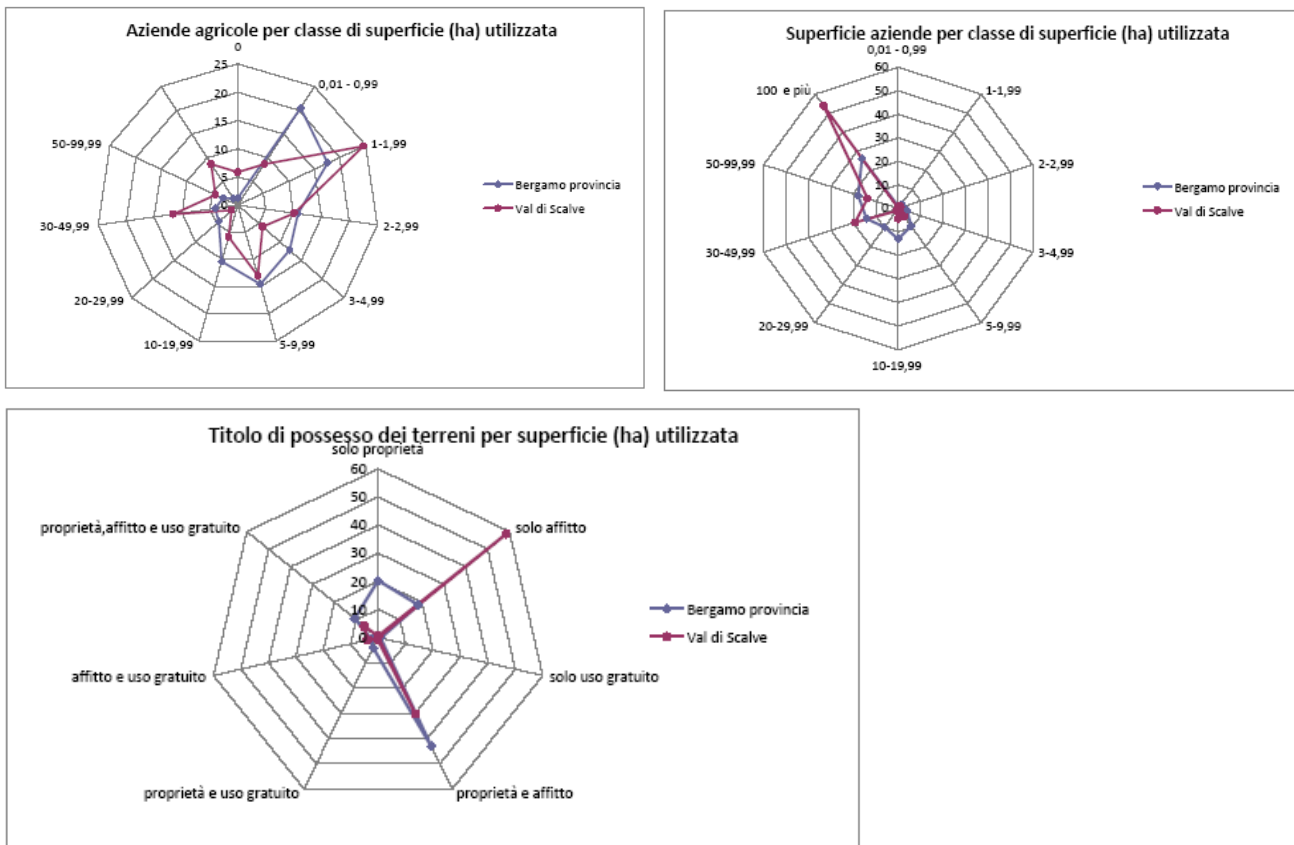 Aziende agricole per classe di superficie (ha) utilizzata
0
25
20
15
10
5
0
0,01 - 0,99
1-1,99
2-2,99
3-4,99
5-9,99
10-19,99
20-29,99
30-49,99
50-99,99
Bergamo provincia
Val di Scalve
Superficie aziende per classe di superficie (ha) utilizzata
0,01 - 0,99
60
50
40
30
20
10
0
1-1,99
2-2,99
3-4,99
5-9,99
10-19,99
20-29,99
30-49,99
50-99,99
100 e più
Bergamo provincia
Val di Scalve
Titolo di possesso dei terreni per superficie (ha) utilizzata
solo proprietà
60
50
40
30
20
10
0
solo affitto
solo uso gratuito
proprietà e affitto
proprietà e uso gratuito
affitto e uso gratuito
proprietà,affitto e uso gratuito
Bergamo provincia
Val di Scalve